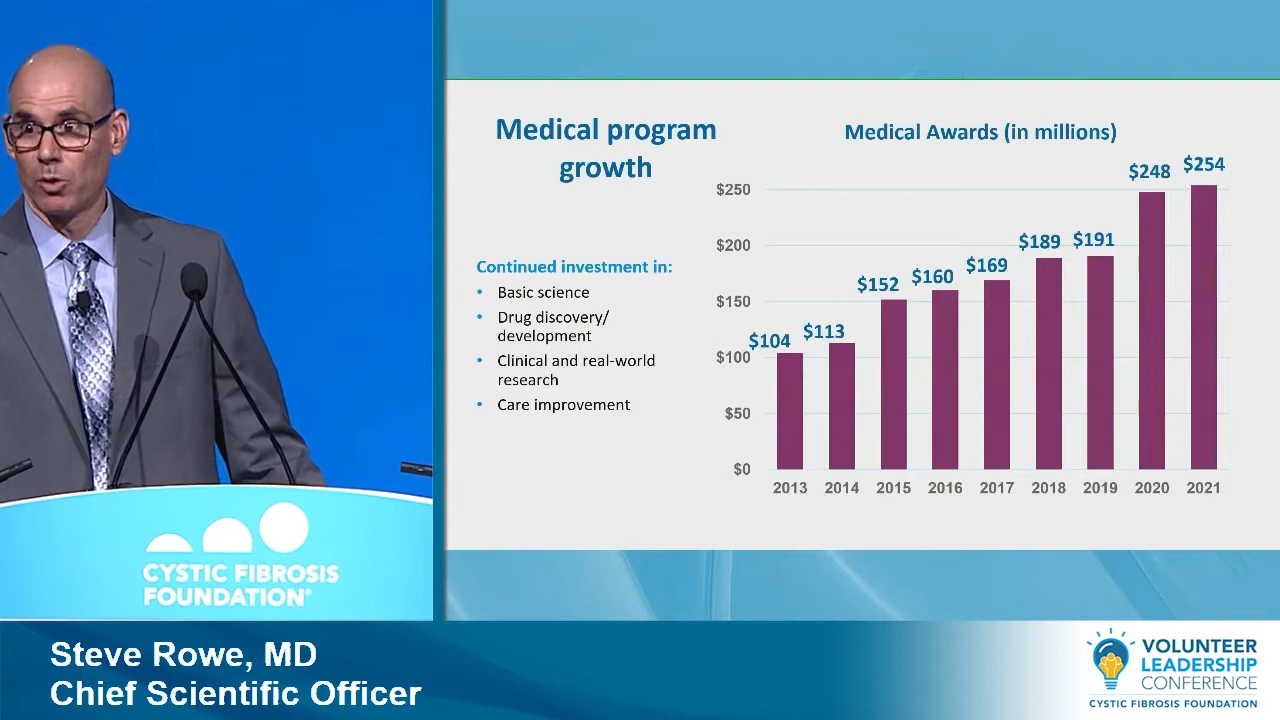 Medical program
growth
Continued investment in:
• Basic science
• Drug discovery/
development
• Clinical and real-world
research
• Care improvement
Medical Awards (in millions)
$250
$200
$150
$100
$50
$0
$104
$113
$152
$160
$169
$189
$191
$248
$254
2013 2014 2015 2016 2017 2018 2019 2020 2021
CYSTIC FIBROSIS
FOUNDATION®
Steve Rowe, MD
Chief Scientific Officer
VOLUNTEER
LEADERSHIP
CONFERENCE
CYSTIC FIBROSIS FOUNDATION